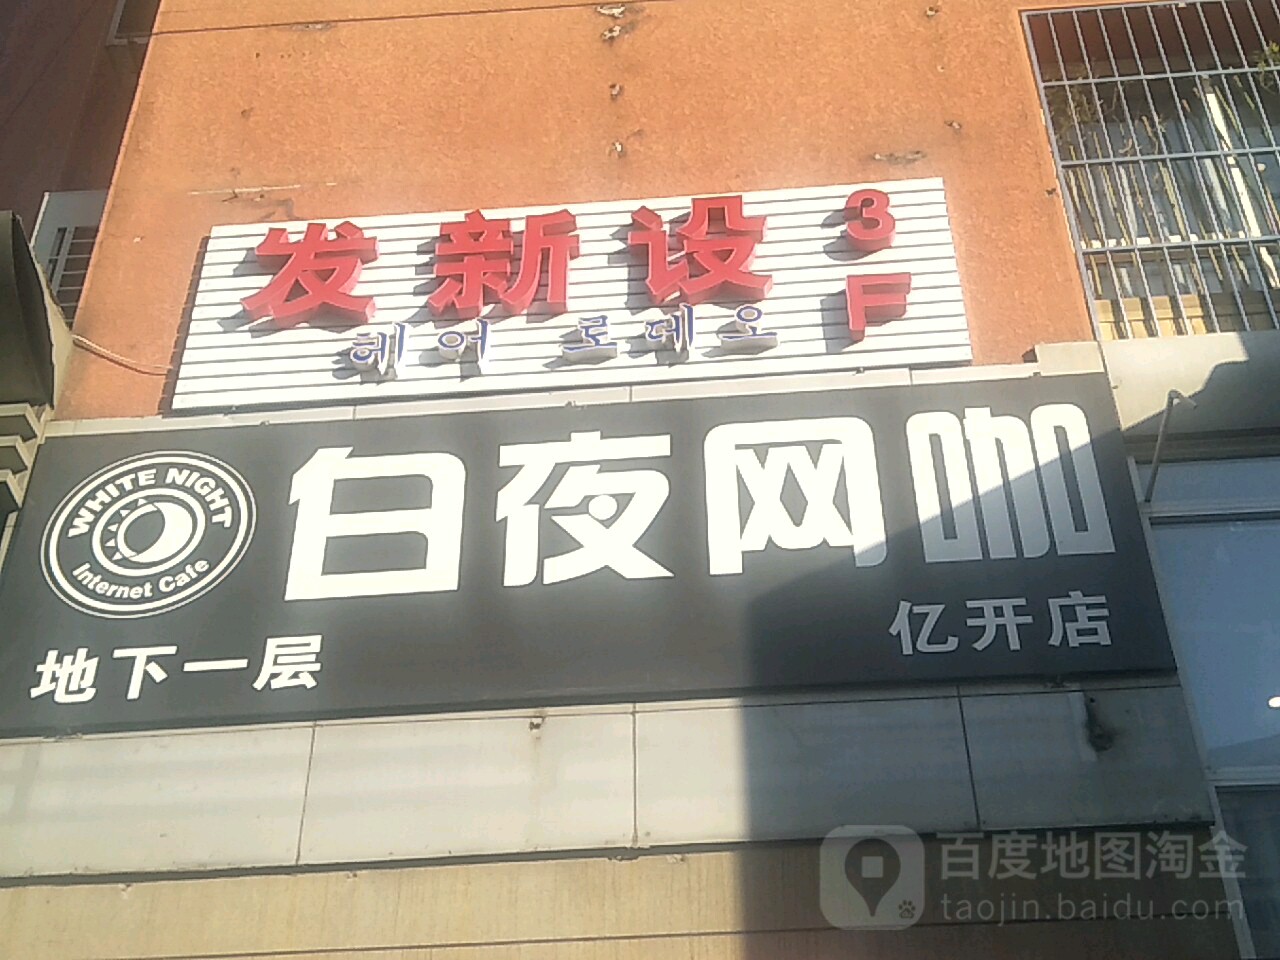 发新设
3F
헤어 로데오
WHITE NIGHT
Internet Cafe
白夜网咖
亿开店
地下一层
百度地图淘金
taojin.baidu.com